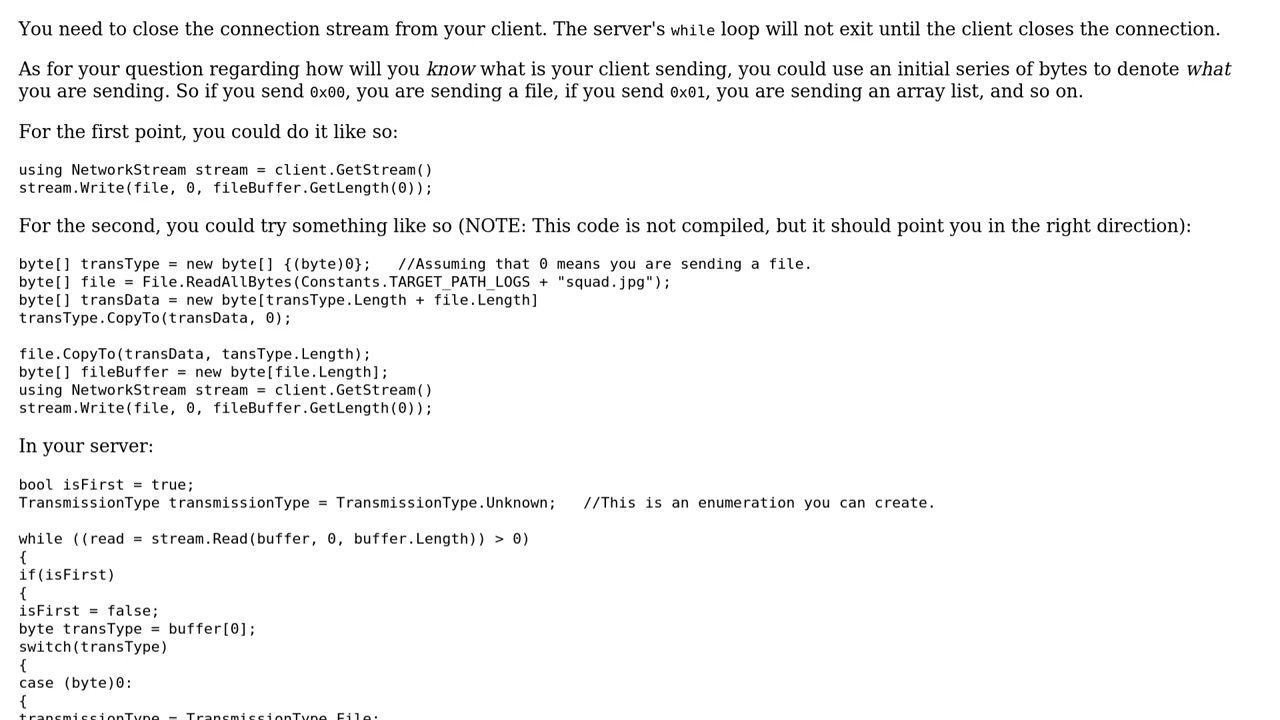 You need to close the connection stream from your client. The server's while loop will not exit until the client closes the connection.
As for your question regarding how will you know what is your client sending, you could use an initial series of bytes to denote what
you are sending. So if you send 0x00, you are sending a file, if you send 0x01, you are sending an array list, and so on.
For the first point, you could do it like so:
using NetworkStream stream = client.GetStream()
stream.Write(file, 0, fileBuffer.GetLength(0));
For the second, you could try something like so (NOTE: This code is not compiled, but it should point you in the right direction):
byte[] transType = new byte[] {(byte)0};   //Assuming that 0 means you are sending a file.
byte[] file = File.ReadAllBytes(Constants.TARGET_PATH_LOGS + "squad.jpg");
byte[] transData = new byte[transType.Length + file.Length]
transType.CopyTo(transData, 0);
file.CopyTo(transData, tansType.Length);
byte[] fileBuffer = new byte[file.Length];
using NetworkStream stream = client.GetStream()
stream.Write(file, 0, fileBuffer.GetLength(0));
In your server:
bool isFirst = true;
TransmissionType transmissionType = TransmissionType.Unknown;   //This is an enumeration you can create.
while ((read = stream.Read(buffer, 0, buffer.Length)) > 0)
{
if(isFirst)
{
isFirst = false;
byte transType = buffer[0];
switch(transType)
{
case (byte)0:
{
transmissionType = TransmissionType.File;